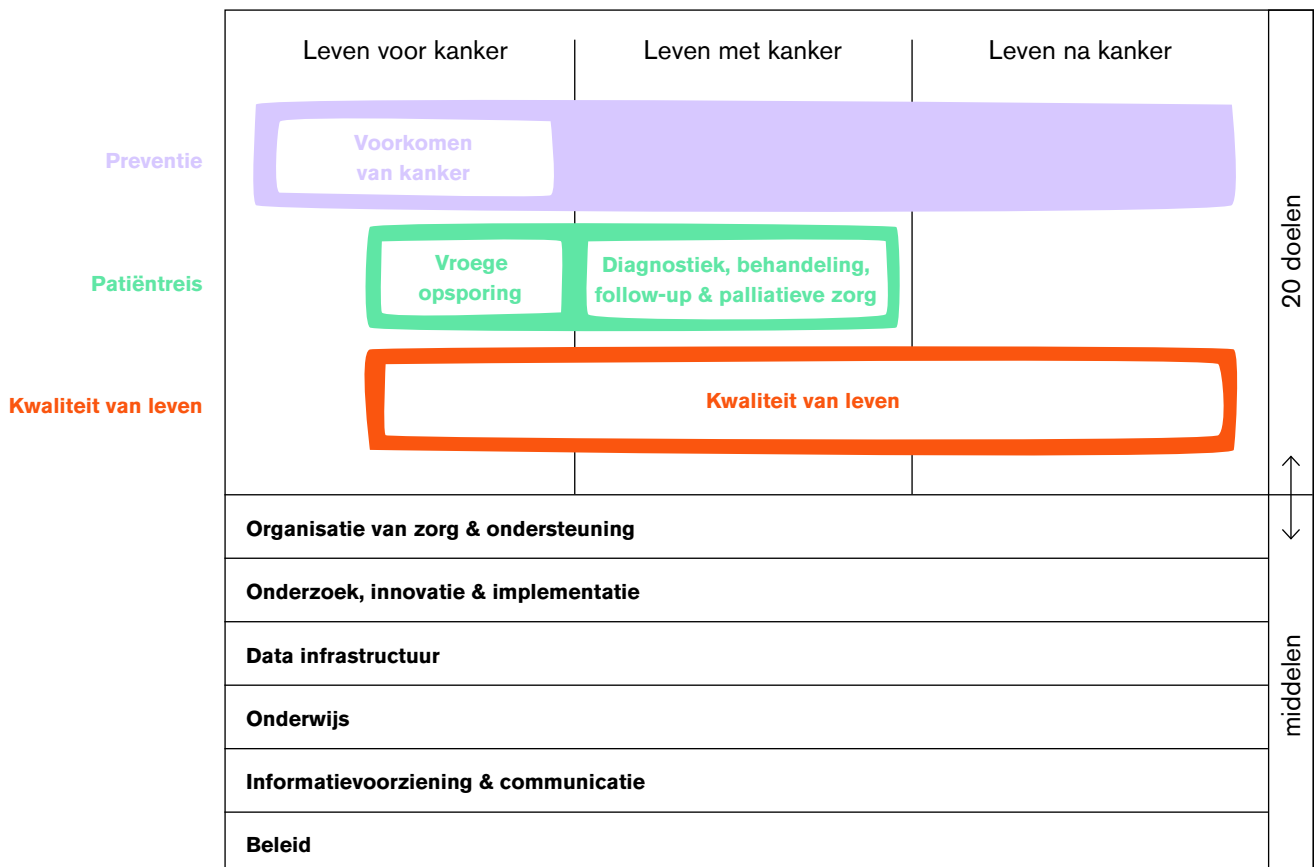 Leven voor kanker
Leven met kanker
Leven na kanker
Preventie
Voorkomen
van kanker
Patiëntreis
Vroege
opsporing
Diagnostiek, behandeling,
follow-up & palliatieve zorg
Kwaliteit van leven
Kwaliteit van leven
20 doelen
Organisatie van zorg & ondersteuning
Onderzoek, innovatie & implementatie
Data infrastructuur
Onderwijs
Informatievoorziening & communicatie
Beleid
middelen